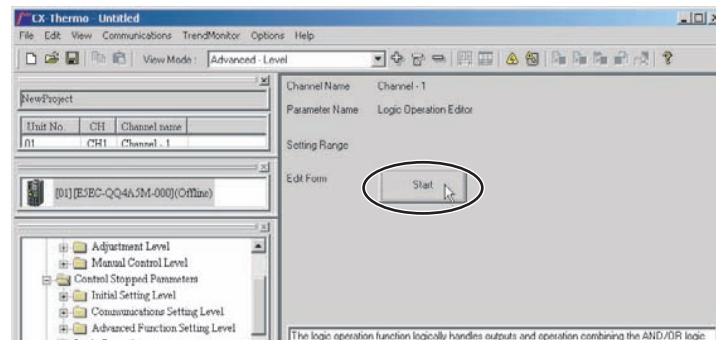 CX-Thermo - Untitled
File Edit View Communications TrendMonitor Options Help
View Mode : Advanced - Level
NewProject
Unit No. CH Channel name
01 CH1 Channel - 1
[01] [E5EC-QQ4A5M-000](Offline)
Adjustment Level
Manual Control Level
Control Stopped Parameters
Initial Setting Level
Communications Setting Level
Advanced Function Setting Level
Channel Name Channel - 1
Parameter Name Logic Operation Editor
Setting Range
Edit Form Start
The logic operation function logically handles outputs and operation combining the AND/OR logic